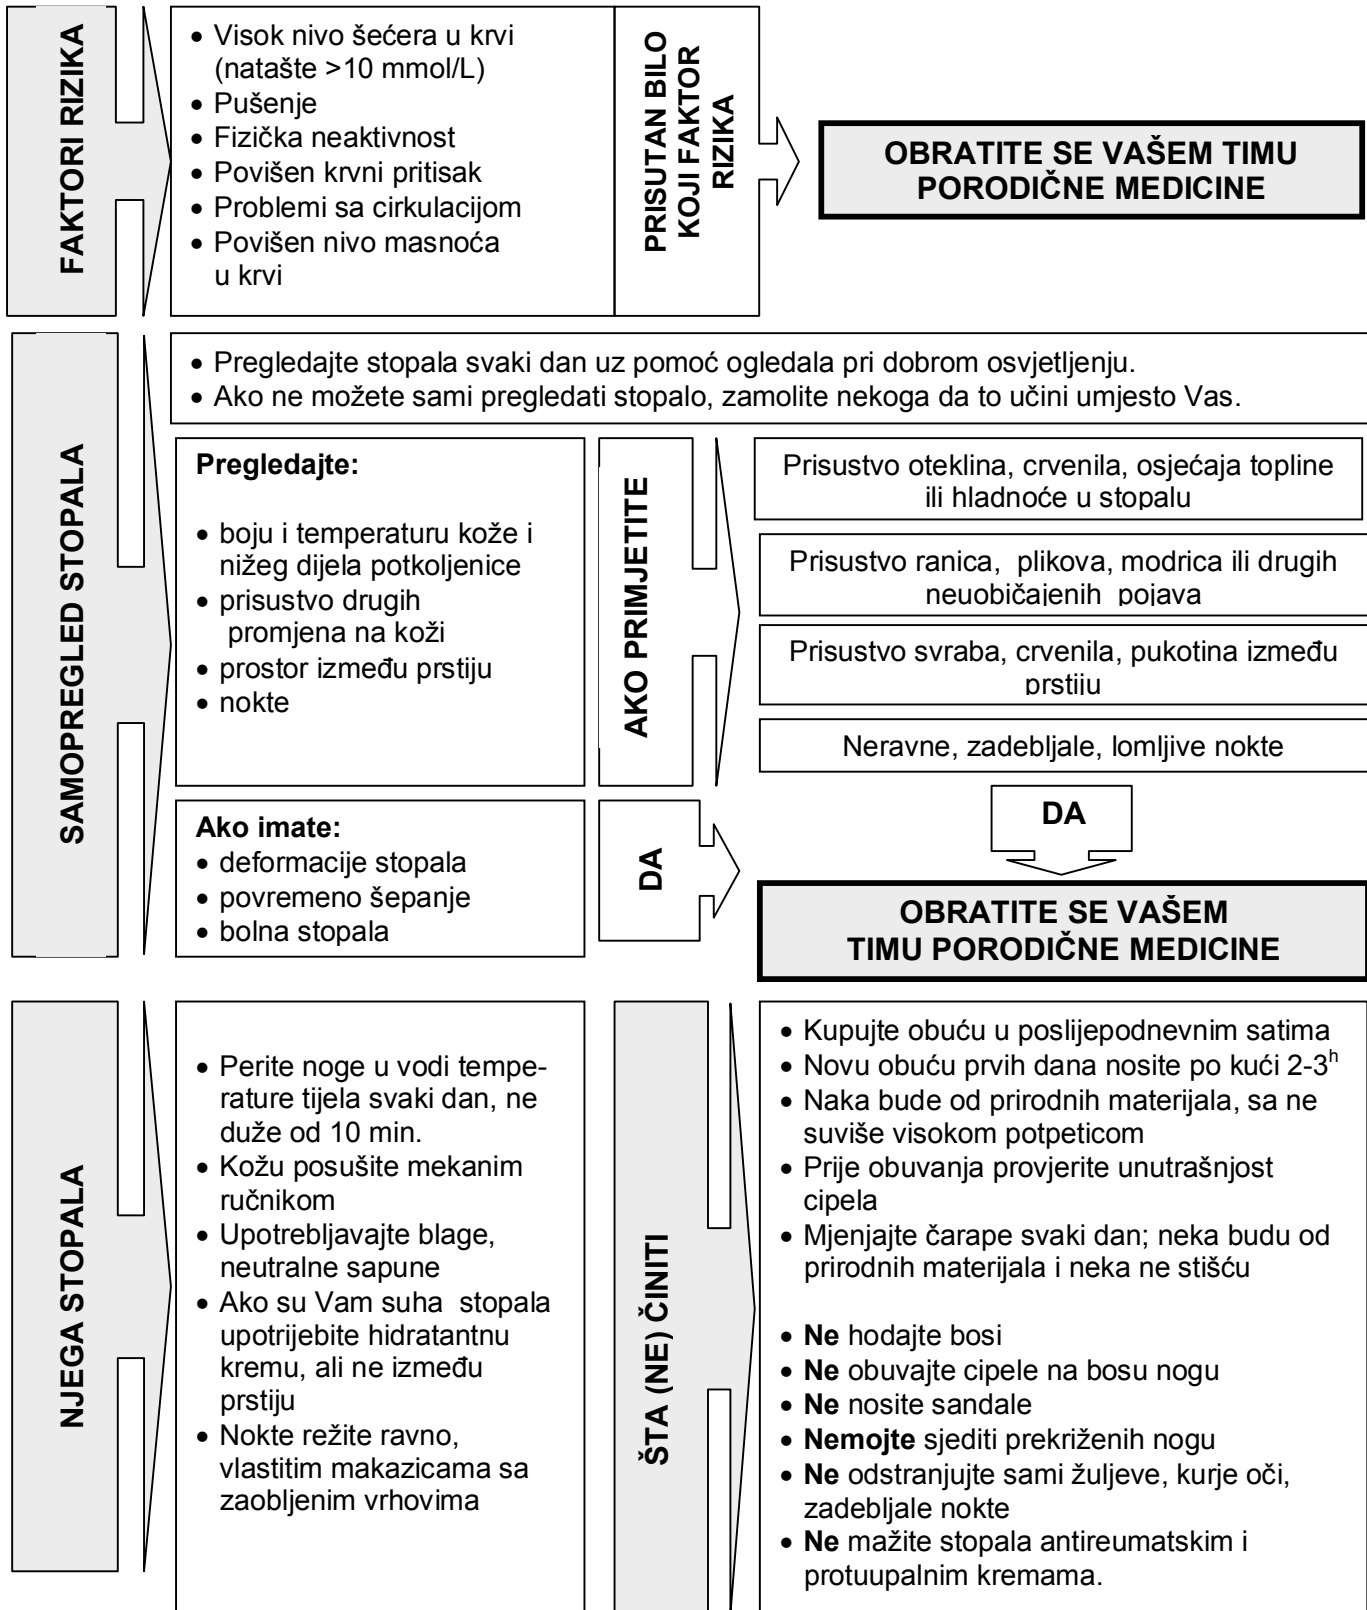 FAKTORI RIZIKA
• Visok nivo šećera u krvi
(natašte >10 mmol/L)
• Pušenje
• Fizička neaktivnost
• Povišen krvni pritisak
• Problemi sa cirkulacijom
• Povišen nivo masnoća
u krvi
PRISUTAN BILO
KOJI FAKTOR
RIZIKA
OBRATITE SE VAŠEM TIMU
PORODIČNE MEDICINE
SAMOPREGLED STOPALA
• Pregledajte stopala svaki dan uz pomoć ogledala pri dobrom osvjetljenju.
• Ako ne možete sami pregledati stopalo, zamolite nekoga da to učini umjesto Vas.
Pregledajte:
• boju i temperaturu kože i
nižeg dijela potkoljenice
• prisustvo drugih
promjena na koži
• prostor između prstiju
• nokte
AKO PRIMJETITE
Prisustvo oteklina, crvenila, osjećaja topline
ili hladnoće u stopalu
Prisustvo ranica, plikova, modrica ili drugih
neuobičajenih pojava
Prisustvo svraba, crvenila, pukotina između
prstiju
Neravne, zadebljale, lomljive nokte
DA
Ako imate:
• deformacije stopala
• povremeno šepanje
• bolna stopala
DA
OBRATITE SE VAŠEM
TIMU PORODIČNE MEDICINE
NJEGA STOPALA
• Perite noge u vodi tempe-
rature tijela svaki dan, ne
duže od 10 min.
• Kožu posušite mekanim
ručnikom
• Upotrebljavajte blage,
neutralne sapune
• Ako su Vam suha stopala
upotrijebite hidratantnu
kremu, ali ne između
prstiju
• Nokte režite ravno,
vlastitim makazicama sa
zaobljenim vrhovima
ŠTA (NE) ČINITI
• Kupujte obuću u poslijepodnevnim satima
• Novu obuću prvih dana nosite po kući 2-3h
• Naka bude od prirodnih materijala, sa ne
suviše visokom potpeticom
• Prije obuvanja provjerite unutrašnjost
cipela
• Mjenjajte čarape svaki dan; neka budu od
prirodnih materijala i neka ne stišću
• Ne hodajte bosi
• Ne obuvajte cipele na bosu nogu
• Ne nosite sandale
• Nemojte sjediti prekriženih nogu
• Ne odstranjujte sami žuljeve, kurje oči,
zadebljale nokte
• Ne mažite stopala antireumatskim i
protuupalnim kremama.